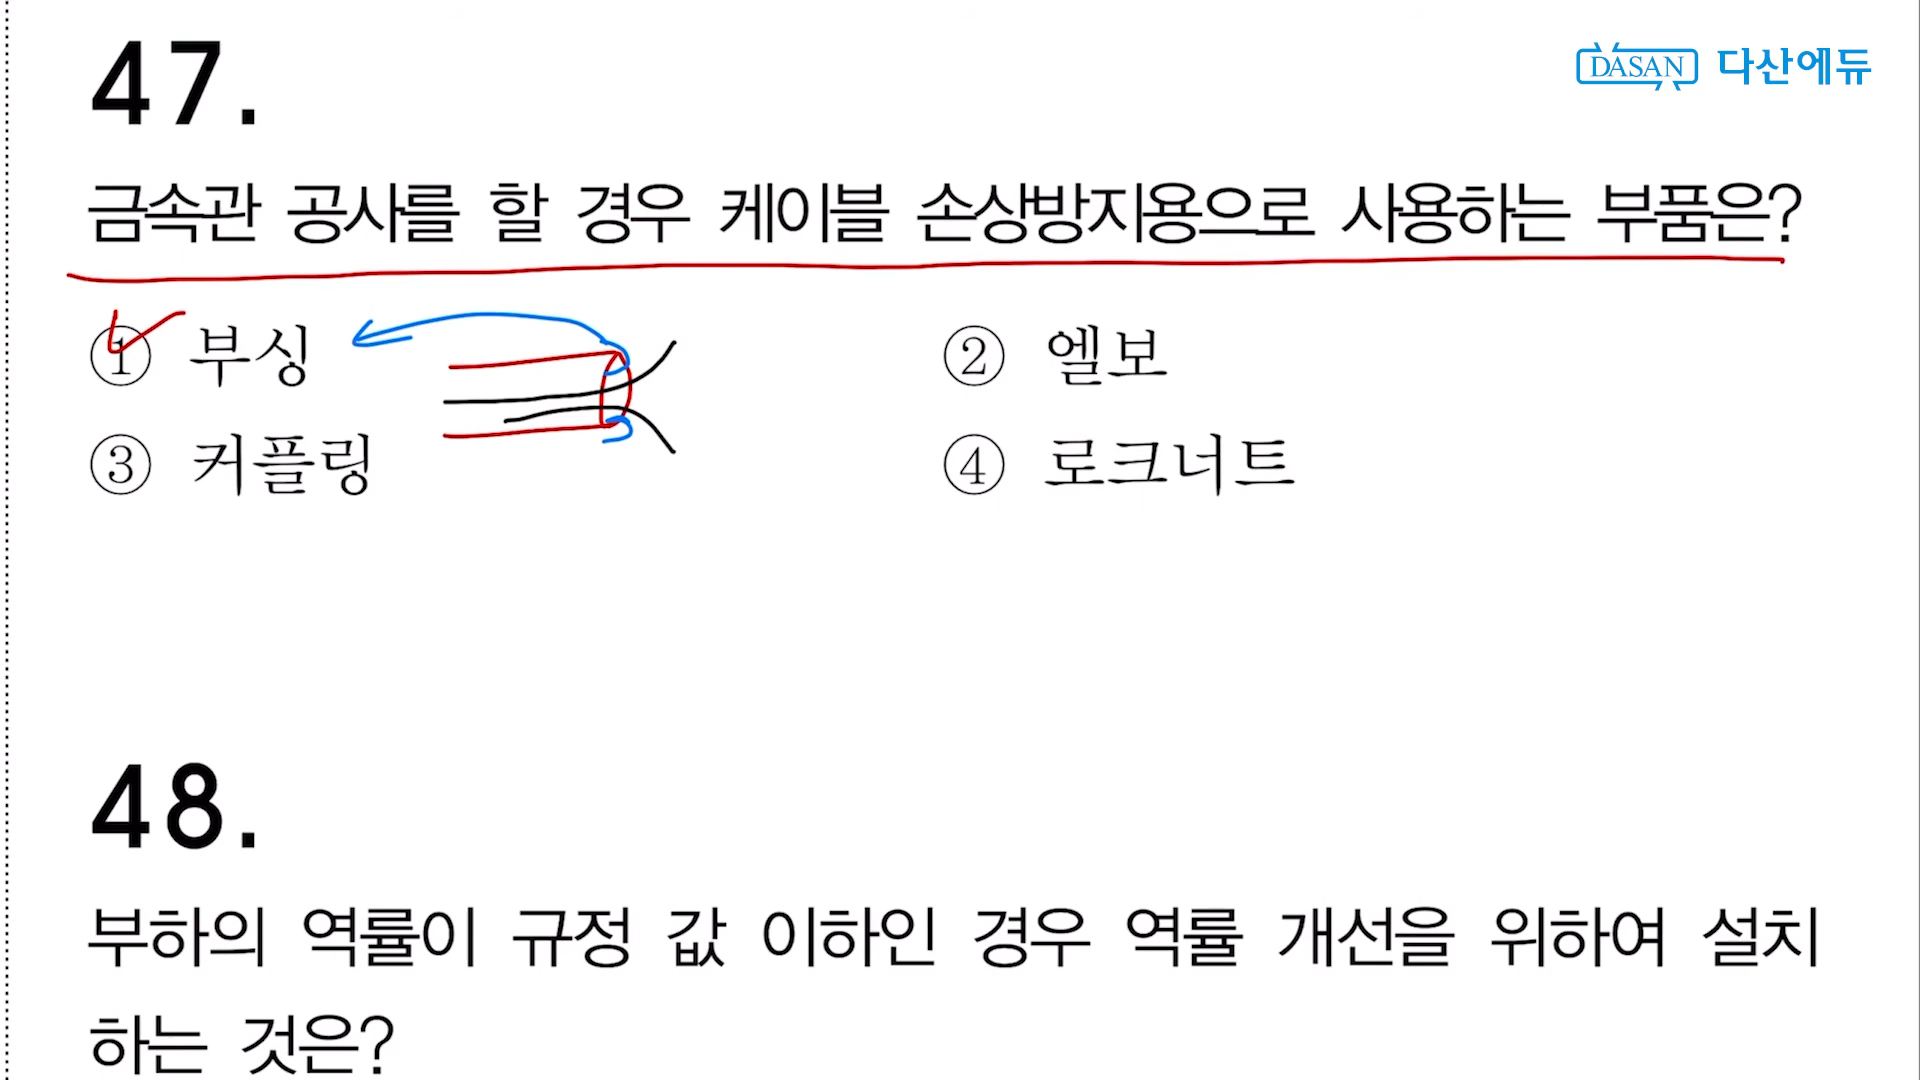 47.
DASAN 다산에듀
금속관 공사를 할 경우 케이블 손상방지용으로 사용하는 부품은?
① 부싱 ② 엘보
③ 커플링 ④ 로크너트
48.
부하의 역률이 규정 값 이하인 경우 역률 개선을 위하여 설치
하는 것은?